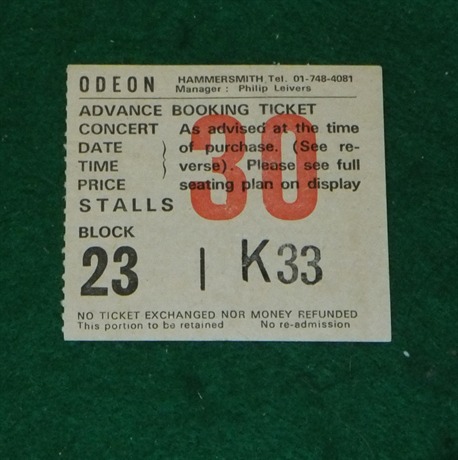 ODEON HAMMERSMITH Tel. 01-748-4081
Manager : Philip Leivers
ADVANCE BOOKING TICKET
CONCERT As advised at the time
DATE } of purchase. (See re-
TIME verse). Please see full
PRICE seating plan on display
30
STALLS
BLOCK
23 | K33
NO TICKET EXCHANGED NOR MONEY REFUNDED
This portion to be retained No re-admission